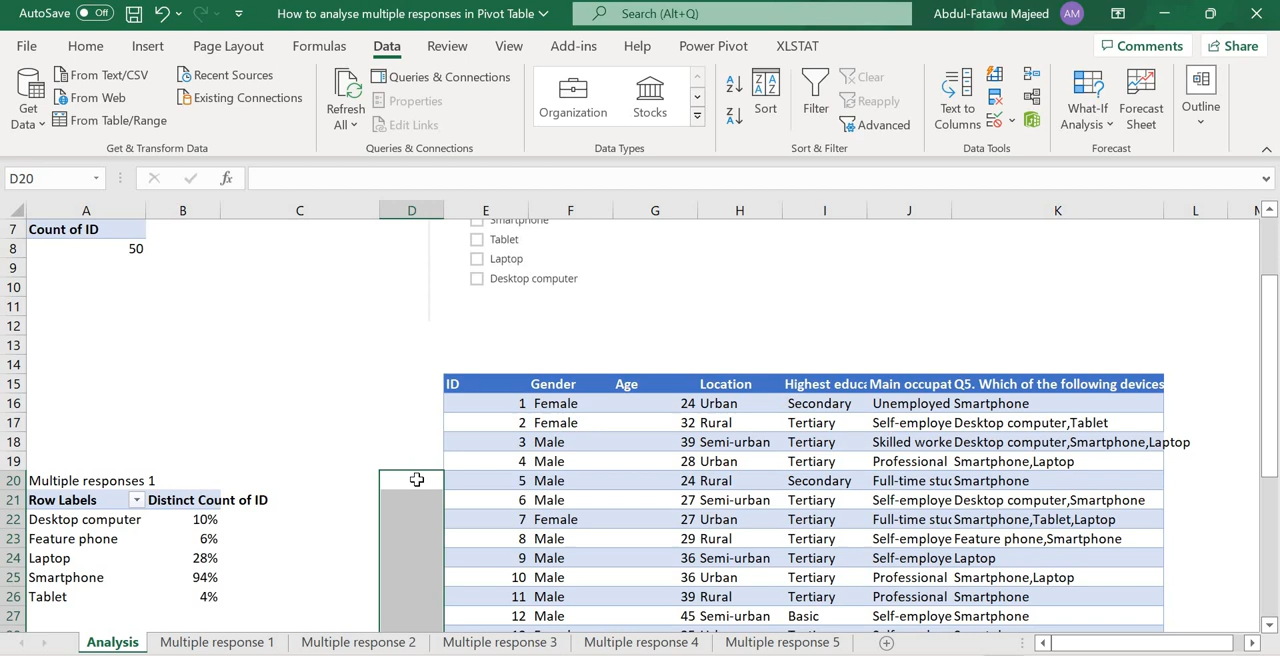 AutoSave Off How to analyse multiple responses in Pivot Table Search (Alt+Q) Abdul-Fatawu Majeed AM
File Home Insert Page Layout Formulas Data Review View Add-ins Help Power Pivot XLSTAT Comments Share
From Text/CSV Recent Sources Queries & Connections Clear
Get Data From Web Existing Connections Refresh All Properties Organization Stocks Sort Filter Reapply Text to Columns What-If Analysis Forecast Sheet Outline
From Table/Range Edit Links Advanced
Get & Transform Data Queries & Connections Data Types Sort & Filter Data Tools Forecast
D20 fx
A B C D E F G H I J K L M
7 Count of ID Smartphone
8 50 Tablet
9 Laptop
10 Desktop computer
11
12
13
14
15 ID Gender Age Location Highest educa Main occupat Q5. Which of the following devices
16 1 Female 24 Urban Secondary Unemployed Smartphone
17 2 Female 32 Rural Tertiary Self-employe Desktop computer,Tablet
18 3 Male 39 Semi-urban Tertiary Skilled worke Desktop computer,Smartphone,Laptop
19 4 Male 28 Urban Tertiary Professional Smartphone,Laptop
20 Multiple responses 1 5 Male 24 Rural Secondary Full-time stuc Smartphone
21 Row Labels Distinct Count of ID 6 Male 27 Semi-urban Tertiary Self-employe Desktop computer,Smartphone
22 Desktop computer 10% 7 Female 27 Urban Tertiary Full-time stuc Smartphone,Tablet,Laptop
23 Feature phone 6% 8 Male 29 Rural Tertiary Self-employe Feature phone,Smartphone
24 Laptop 28% 9 Male 36 Semi-urban Tertiary Self-employe Laptop
25 Smartphone 94% 10 Male 36 Urban Tertiary Professional Smartphone,Laptop
26 Tablet 4% 11 Male 39 Rural Tertiary Professional Smartphone
27 12 Male 45 Semi-urban Basic Self-employe Smartphone
Analysis Multiple response 1 Multiple response 2 Multiple response 3 Multiple response 4 Multiple response 5